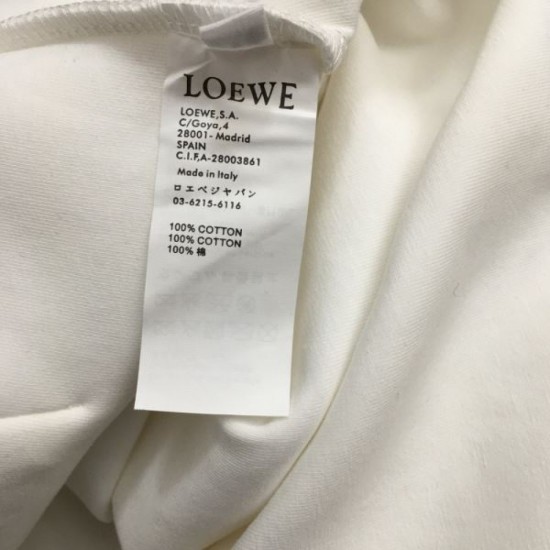 LOEWE
LOEWE,S.A.
C/Goya,4
28001- Madrid
SPAIN
C.I.F,A-28003861
Made in Italy
ロエベジャパン
03-6215-6116
100% COTTON
100% COTTON
100% 棉